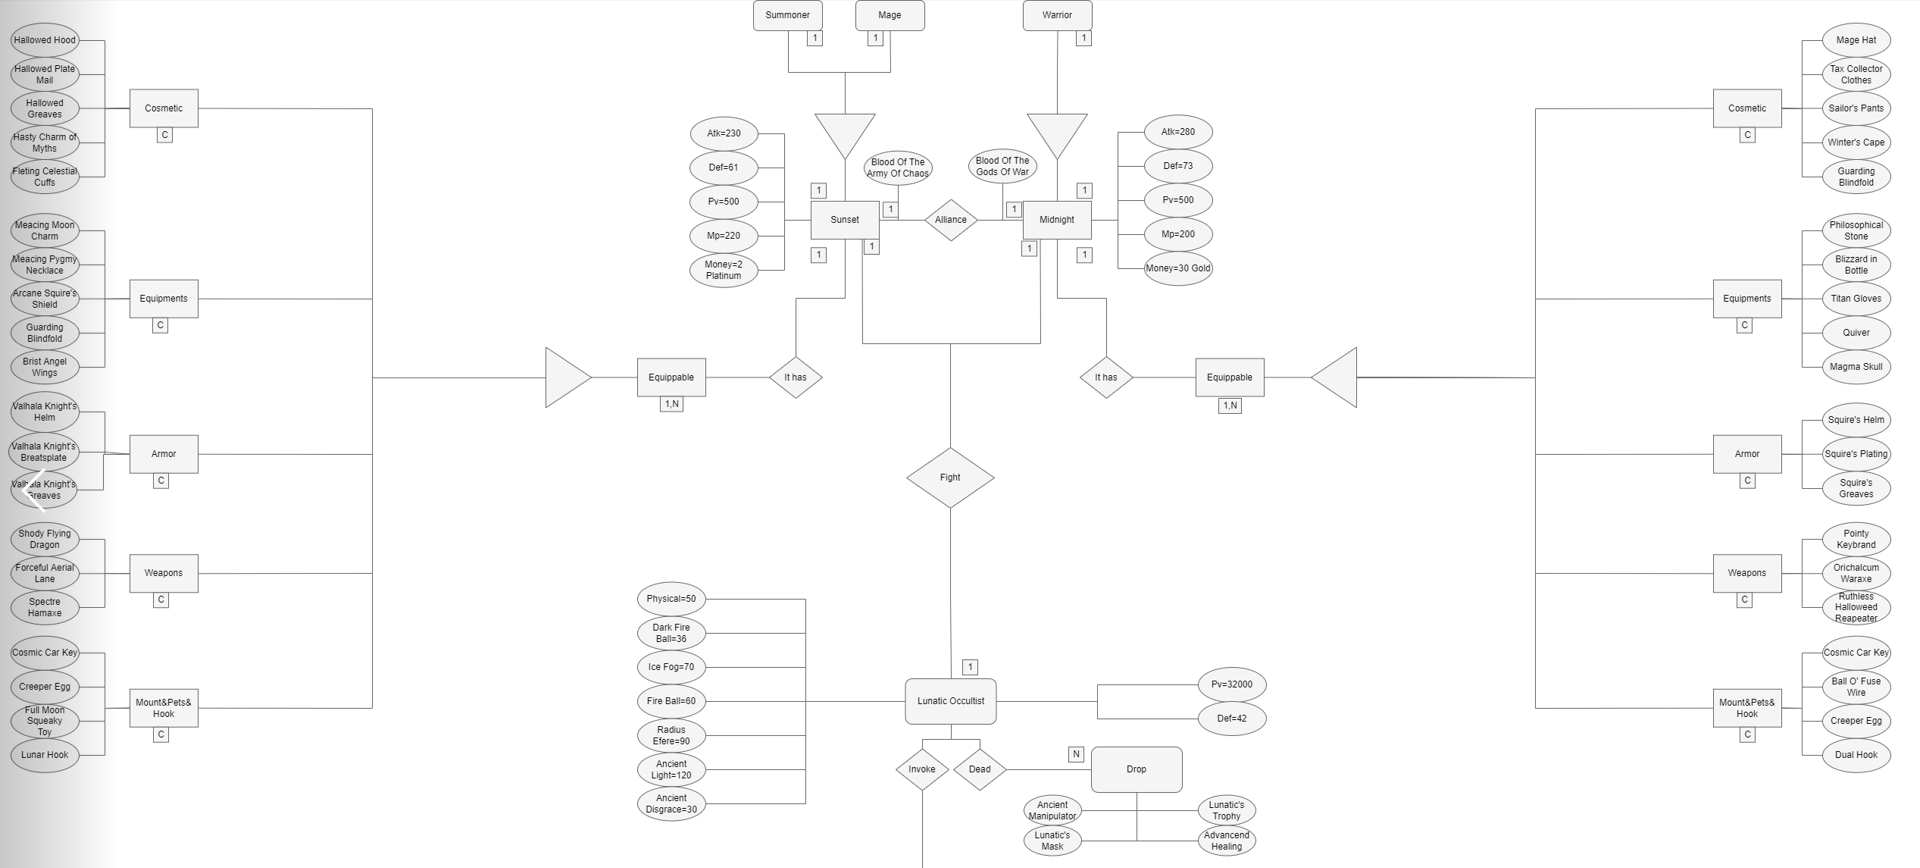 Summoner
1
Mage
1
Warrior
1
Hallowed Hood
Hallowed Plate
Mail
Hallowed
Greaves
Hasty Charm of
Myths
Fleting Celestial
Cuffs
Cosmetic
C
Meacing Moon
Charm
Meacing Pygmy
Necklace
Arcane Squire's
Shield
Guarding
Blindfold
Brist Angel
Wings
Equipments
C
Valhala Knight's
Helm
Valhala Knight's
Breatsplate
Valhala Knight's
Greaves
Armor
C
Shody Flying
Dragon
Forceful Aerial
Lane
Spectre
Hamaxe
Weapons
C
Cosmic Car Key
Creeper Egg
Full Moon
Squeaky
Toy
Lunar Hook
Mount&Pets&
Hook
C
Equippable
1,N
It has
Atk=230
Def=61
Pv=500
Mp=220
Money=2
Platinum
1
Sunset
1
1
1
Blood Of The
Army Of Chaos
Alliance
Blood Of The
Gods Of War
1
Midnight
1
1
1
Atk=280
Def=73
Pv=500
Mp=200
Money=30 Gold
It has
Equippable
1,N
Fight
Cosmetic
C
Mage Hat
Tax Collector
Clothes
Sailor's Pants
Winter's Cape
Guarding
Blindfold
Equipments
C
Philosophical
Stone
Blizzard in
Bottle
Titan Gloves
Quiver
Magma Skull
Armor
C
Squire's Helm
Squire's Plating
Squire's
Greaves
Weapons
C
Pointy
Keybrand
Orichalcum
Waraxe
Ruthless
Halloweed
Reapeater
Mount&Pets&
Hook
C
Cosmic Car Key
Ball O' Fuse
Wire
Creeper Egg
Dual Hook
Physical=50
Dark Fire
Ball=36
Ice Fog=70
Fire Ball=60
Radius
Efere=90
Ancient
Light=120
Ancient
Disgrace=30
1
Lunatic Occultist
Pv=32000
Def=42
Invoke
Dead
N
Drop
Ancient
Manipulator
Lunatic's
Trophy
Lunatic's
Mask
Advancend
Healing